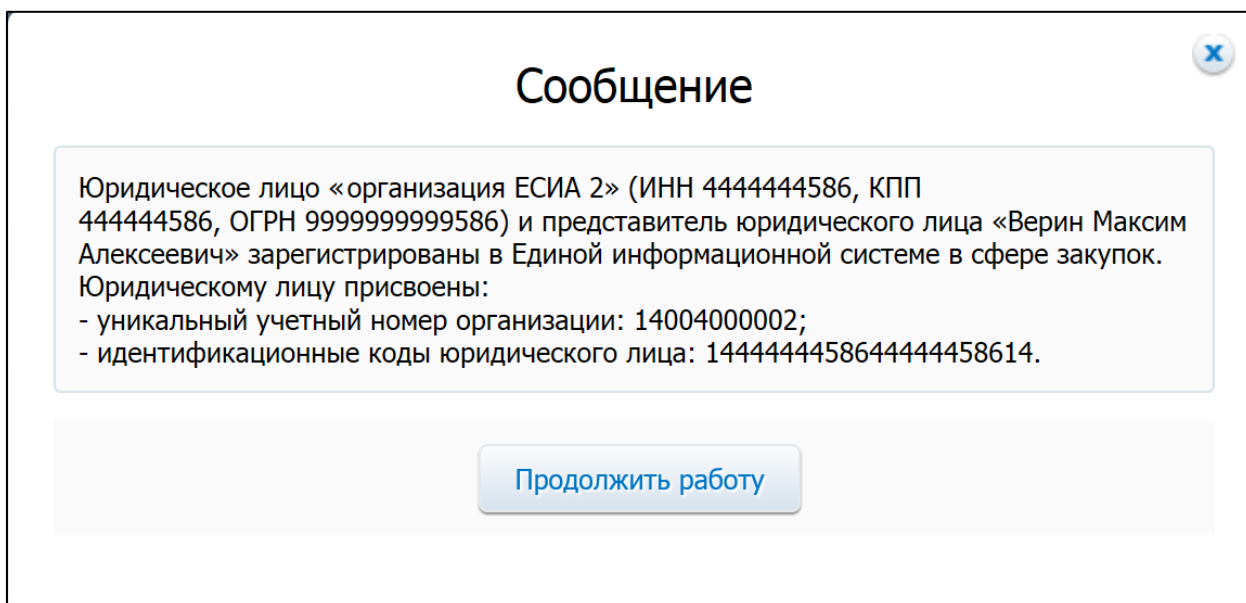 Сообщение
x
Юридическое лицо «организация ЕСИА 2» (ИНН 4444444586, КПП
444444586, ОГРН 9999999999586) и представитель юридического лица «Верин Максим
Алексеевич» зарегистрированы в Единой информационной системе в сфере закупок.
Юридическому лицу присвоены:
- уникальный учетный номер организации: 14004000002;
- идентификационные коды юридического лица: 1444444458644444458614.
Продолжить работу